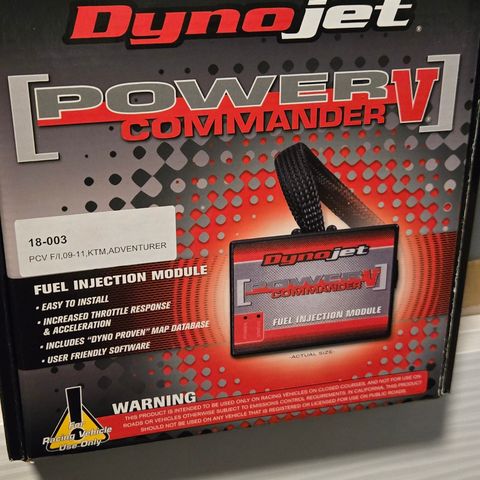 Dynojet
POWER V
COMMANDER
18-003
PCV F/I,09-11,KTM,ADVENTURER
FUEL INJECTION MODULE
• EASY TO INSTALL
• INCREASED THROTTLE RESPONSE
& ACCELERATION
• INCLUDES "DYNO PROVEN" MAP DATABASE
• USER FRIENDLY SOFTWARE
Dynojet
POWER V
COMMANDER
FUEL INJECTION MODULE
-ACTUAL SIZE-
For
Racing Vehicle
Use Only
WARNING
THIS PRODUCT IS INTENDED TO BE USED ONLY ON RACING VEHICLES ON CLOSED COURSES, AND NOT FOR USE ON PUBLIC
ROADS OR VEHICLES OTHERWISE SUBJECT TO EMISSIONS CONTROL REQUIREMENTS. IN CALIFORNIA, THIS PRODUCT
SHOULD NOT BE USED ON ANY VEHICLE THAT IS REGISTERED OR LICENSED FOR USE ON PUBLIC ROADS.